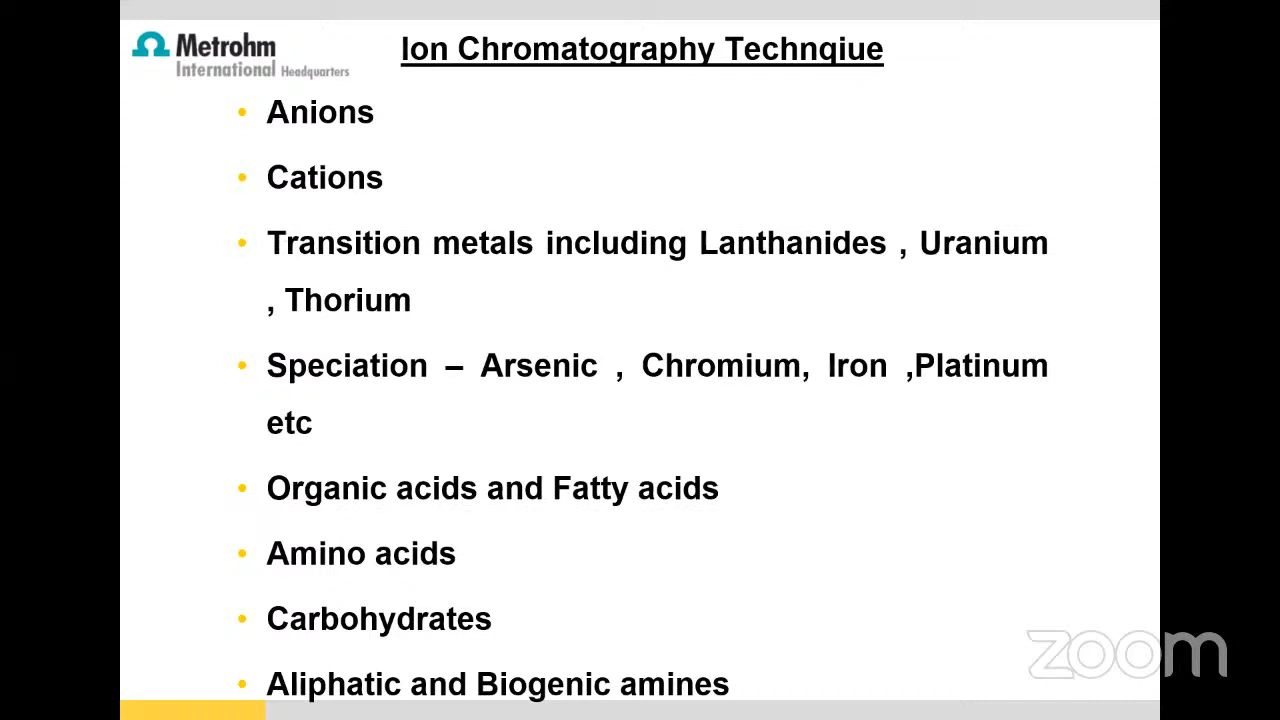 Metrohm
International Headquarters
Ion Chromatography Technqiue
• Anions
• Cations
• Transition metals including Lanthanides , Uranium
, Thorium
• Speciation – Arsenic , Chromium, Iron ,Platinum
etc
• Organic acids and Fatty acids
• Amino acids
• Carbohydrates
• Aliphatic and Biogenic amines
zoom